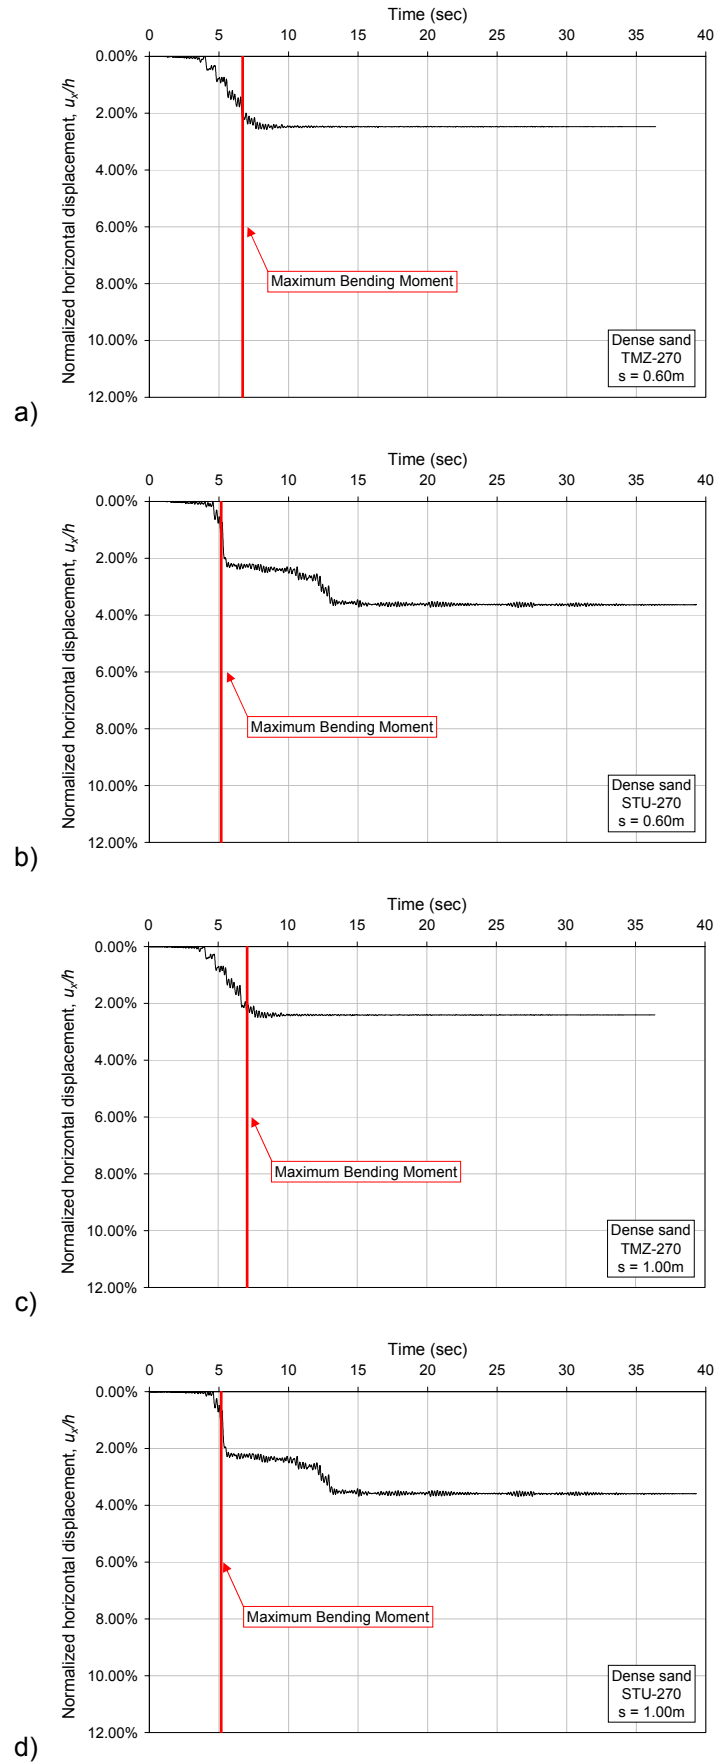 Time (sec)
0 5 10 15 20 25 30 35 40
0.00%
2.00%
4.00%
6.00%
8.00%
10.00%
12.00%
Normalized horizontal displacement, uₓ/h
Maximum Bending Moment
Dense sand
TMZ-270
s = 0.60m
a)
Time (sec)
0 5 10 15 20 25 30 35 40
0.00%
2.00%
4.00%
6.00%
8.00%
10.00%
12.00%
Normalized horizontal displacement, uₓ/h
Maximum Bending Moment
Dense sand
STU-270
s = 0.60m
b)
Time (sec)
0 5 10 15 20 25 30 35 40
0.00%
2.00%
4.00%
6.00%
8.00%
10.00%
12.00%
Normalized horizontal displacement, uₓ/h
Maximum Bending Moment
Dense sand
TMZ-270
s = 1.00m
c)
Time (sec)
0 5 10 15 20 25 30 35 40
0.00%
2.00%
4.00%
6.00%
8.00%
10.00%
12.00%
Normalized horizontal displacement, uₓ/h
Maximum Bending Moment
Dense sand
STU-270
s = 1.00m
d)